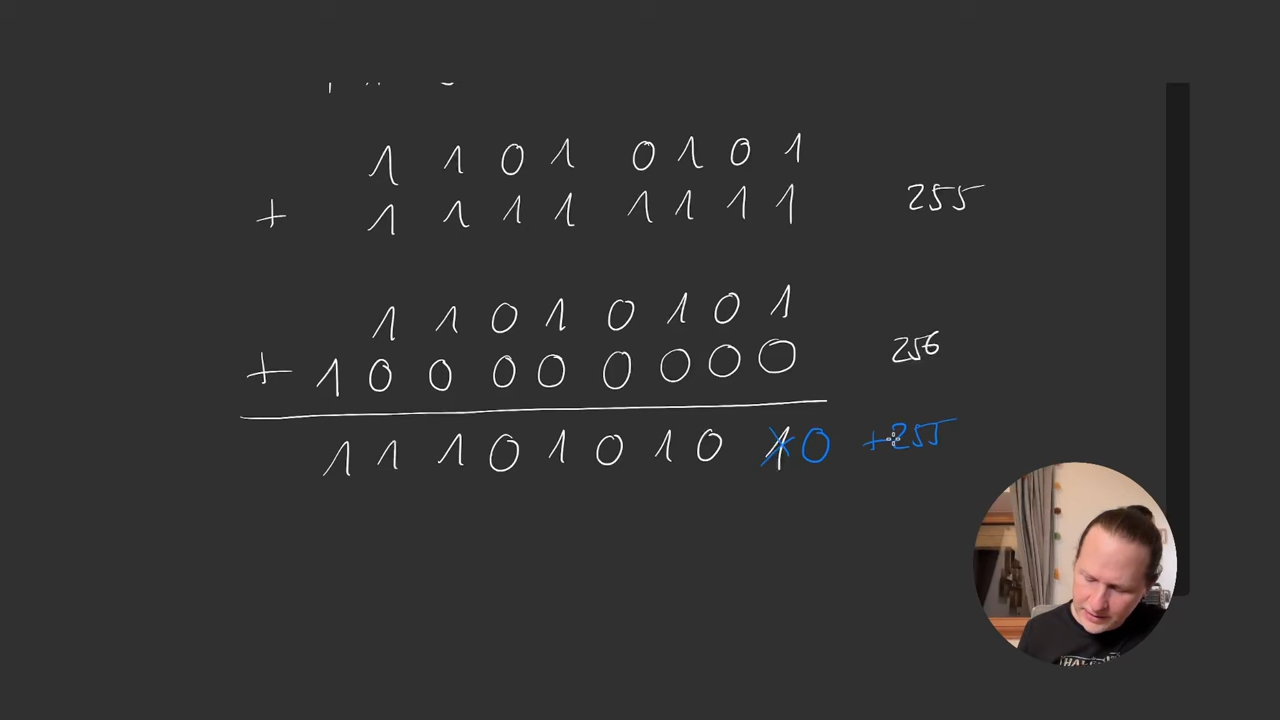 1 1 0 1 0 1 0 1
+ 1 1 1 1 1 1 1 1 255
1 1 0 1 0 1 0 1
+ 1 0 0 0 0 0 0 0 0 256
1 1 1 0 1 0 1 0 1 0 +255